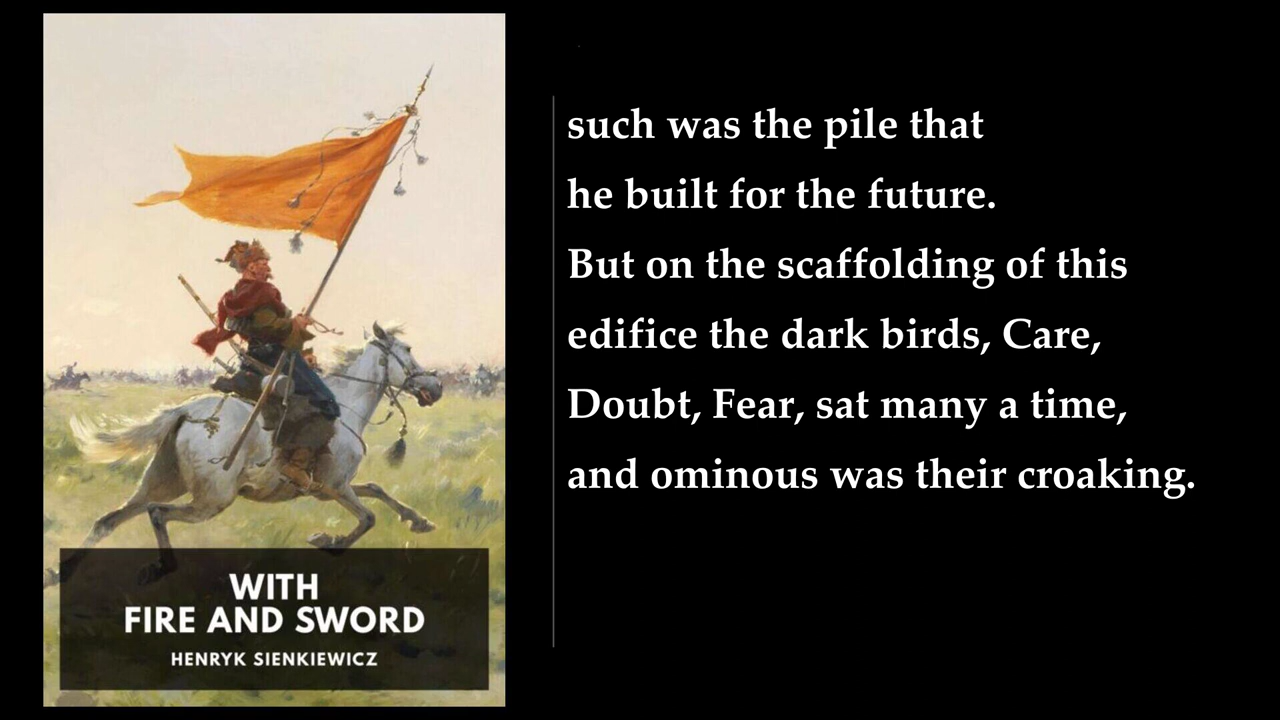 such was the pile that
he built for the future.
But on the scaffolding of this
edifice the dark birds, Care,
Doubt, Fear, sat many a time,
and ominous was their croaking.
WITH
FIRE AND SWORD
HENRYK SIENKIEWICZ